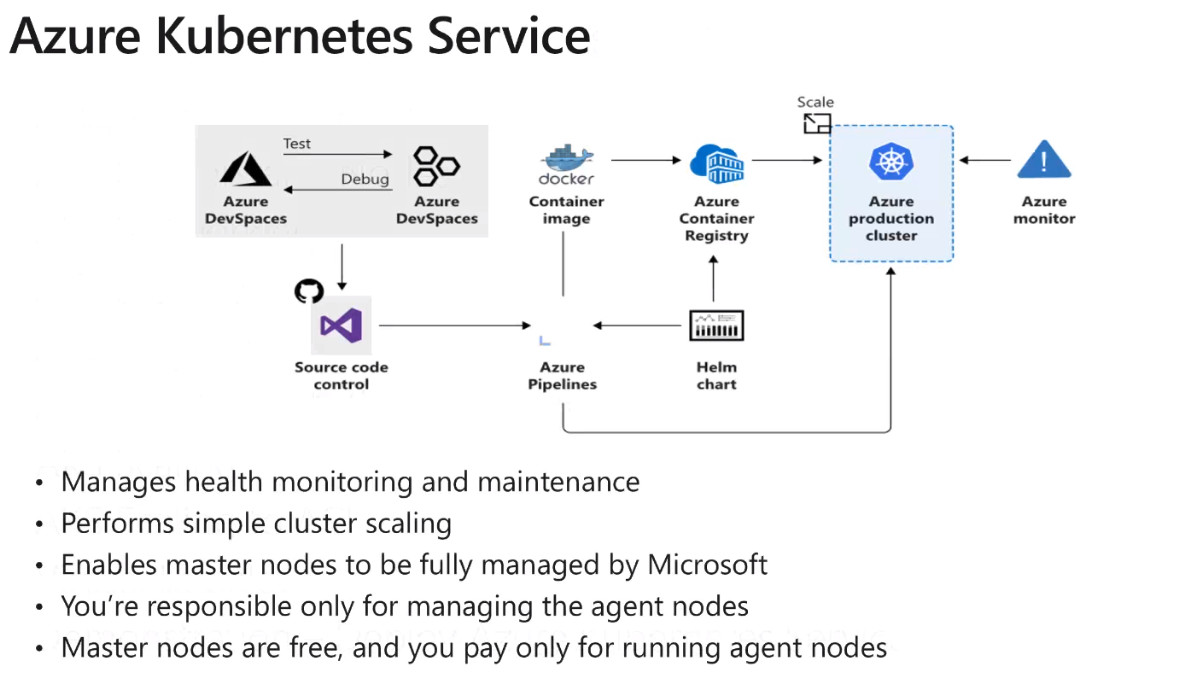 Azure Kubernetes Service
Scale
Test
Debug
Azure
DevSpaces
Azure
DevSpaces
docker
Container
image
Azure
Container
Registry
Azure
production
cluster
Azure
monitor
Source code
control
Azure
Pipelines
Helm
chart
• Manages health monitoring and maintenance
• Performs simple cluster scaling
• Enables master nodes to be fully managed by Microsoft
• You're responsible only for managing the agent nodes
• Master nodes are free, and you pay only for running agent nodes